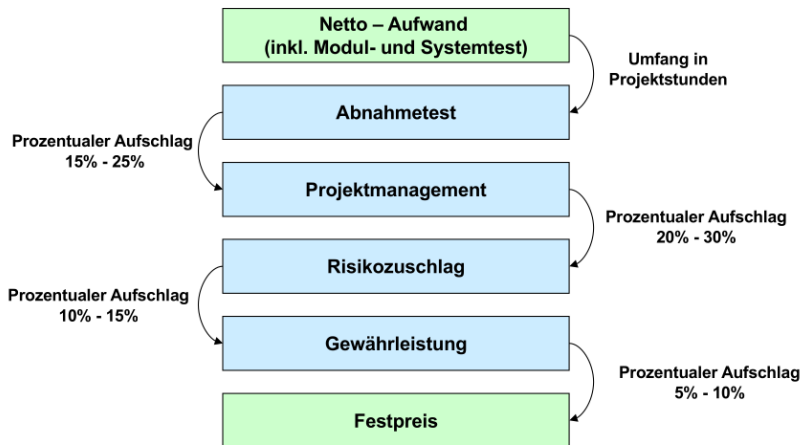 Netto – Aufwand
(inkl. Modul- und Systemtest)
Umfang in
Projektstunden
Abnahmetest
Prozentualer Aufschlag
15% - 25%
Projektmanagement
Prozentualer Aufschlag
20% - 30%
Risikozuschlag
Prozentualer Aufschlag
10% - 15%
Gewährleistung
Prozentualer Aufschlag
5% - 10%
Festpreis